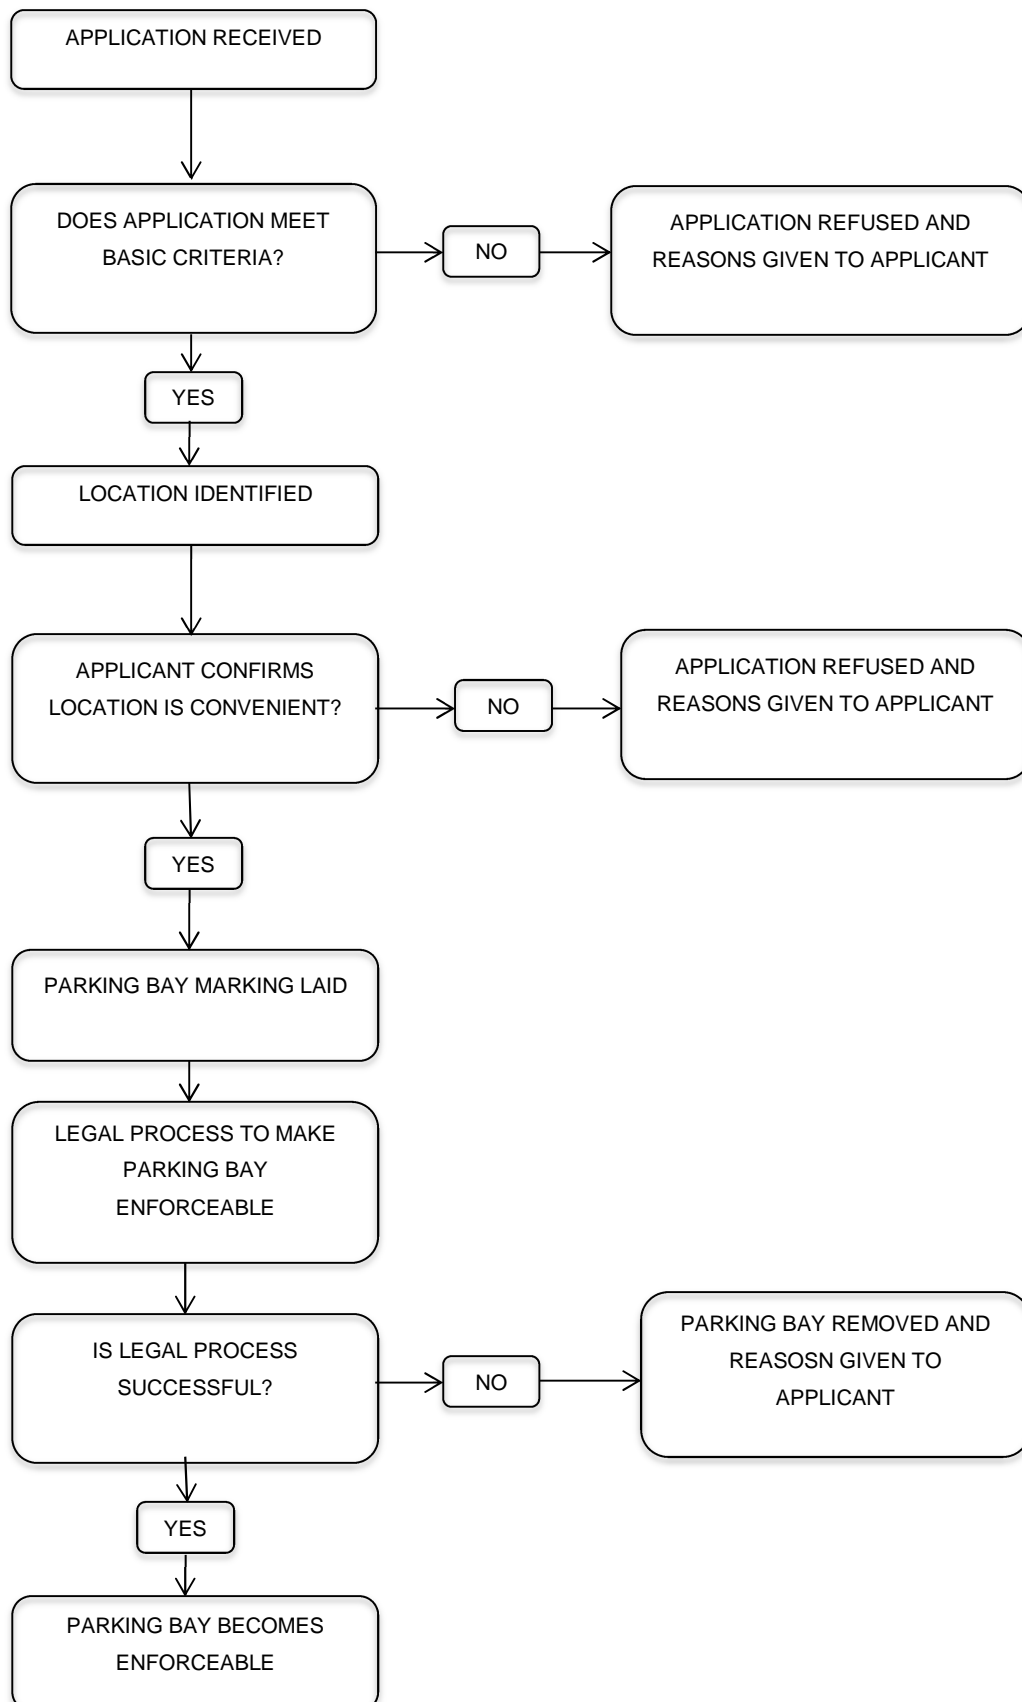 APPLICATION RECEIVED
DOES APPLICATION MEET
BASIC CRITERIA?
NO
APPLICATION REFUSED AND
REASONS GIVEN TO APPLICANT
YES
LOCATION IDENTIFIED
APPLICANT CONFIRMS
LOCATION IS CONVENIENT?
NO
APPLICATION REFUSED AND
REASONS GIVEN TO APPLICANT
YES
PARKING BAY MARKING LAID
LEGAL PROCESS TO MAKE
PARKING BAY
ENFORCEABLE
IS LEGAL PROCESS
SUCCESSFUL?
NO
PARKING BAY REMOVED AND
REASOSN GIVEN TO
APPLICANT
YES
PARKING BAY BECOMES
ENFORCEABLE